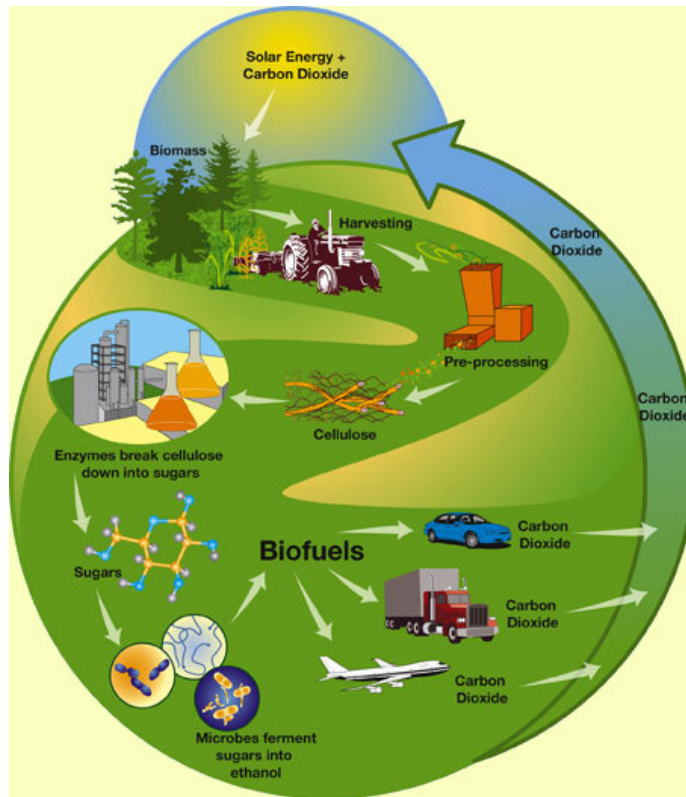 Solar Energy +
Carbon Dioxide
Biomass
Harvesting
Carbon
Dioxide
Pre-processing
Carbon
Dioxide
Cellulose
Enzymes break cellulose
down into sugars
Sugars
Biofuels
Carbon
Dioxide
Carbon
Dioxide
Carbon
Dioxide
Microbes ferment
sugars into
ethanol